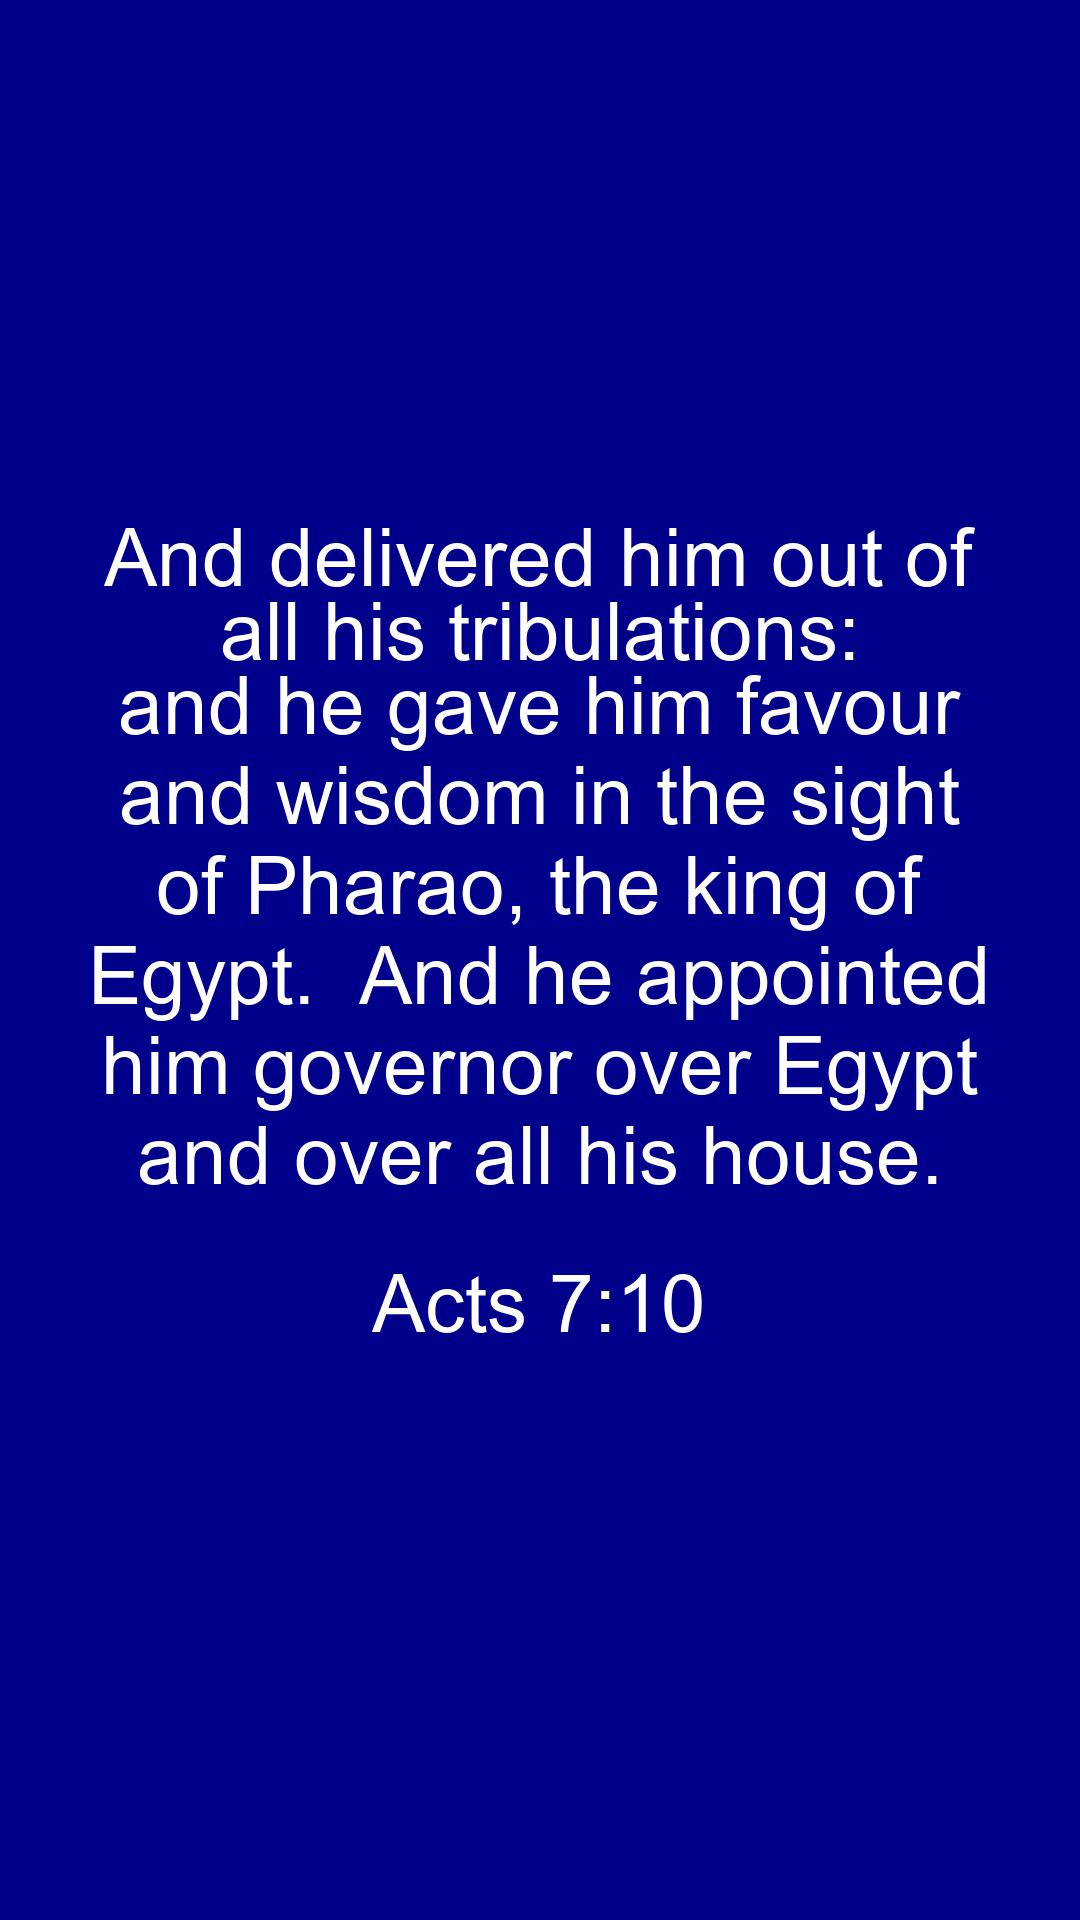 And delivered him out of
all his tribulations:
and he gave him favour
and wisdom in the sight
of Pharao, the king of
Egypt.  And he appointed
him governor over Egypt
and over all his house.
Acts 7:10